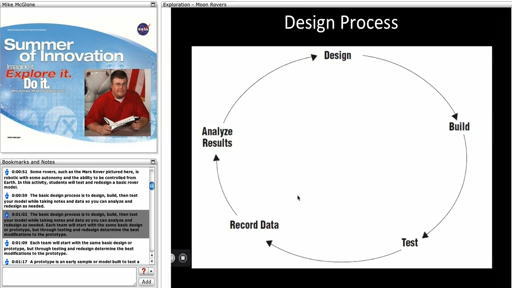 Mike McGlone
Exploration - Moon Rovers
NASA
Summer
of Innovation
Imagine it.
Explore it.
Do it.
Design Process
Design
Build
Test
Record Data
Analyze
Results
Bookmarks and Notes
0:00:52 Some rovers, such as the Mars Rover pictured here, is
robotic with some autonomy and the ability to be controlled from
Earth. In this activity, students will test and redesign a basic rover
model.
0:00:59 The basic design process is to design, build, then test
your model while taking notes and data so you can analyze and
redesign as needed.
0:01:02 The basic design process is to design, build, then test
your model while taking notes and data so you can analyze and
redesign as needed. Each team will start with the same basic design
or prototype, but through testing and redesign determine the best
modifications to the prototype.
0:01:09 Each team will start with the same basic design or
prototype, but through testing and redesign determine the best
modifications to the prototype.
0:01:17 A prototype is an early sample or model built to test a
?
Add